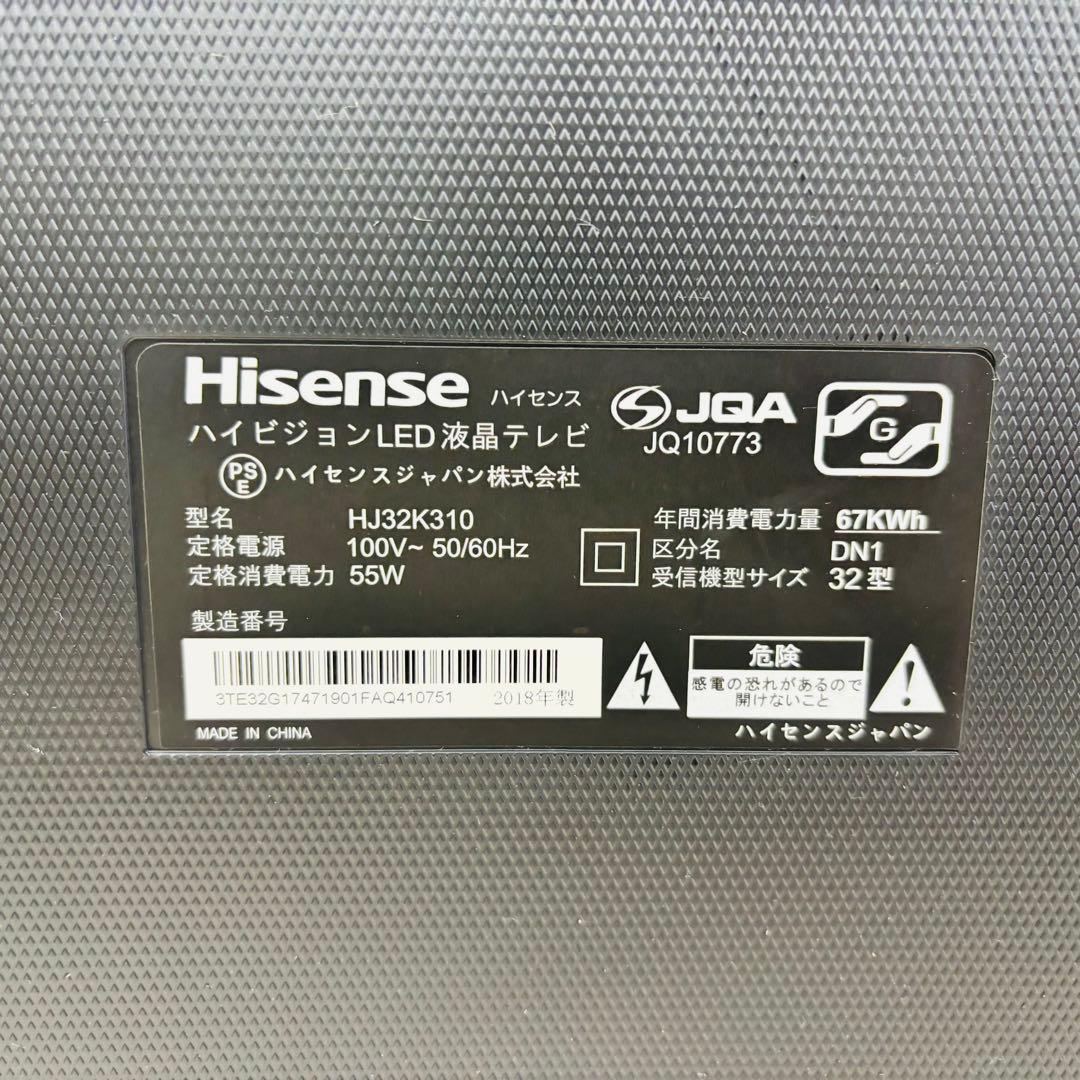 Hisense ハイセンス
ハイビジョンLED液晶テレビ
PSE ハイセンスジャパン株式会社
JQA
JQ10773
G
型名 HJ32K310
定格電源 100V~ 50/60Hz
定格消費電力 55W
年間消費電力量 67KWh
区分名 DN1
受信機型サイズ 32型
製造番号
3TE32G17471901FAQ410751 2018年製
MADE IN CHINA
危険
感電の恐れがあるので
開けないこと
ハイセンスジャパン